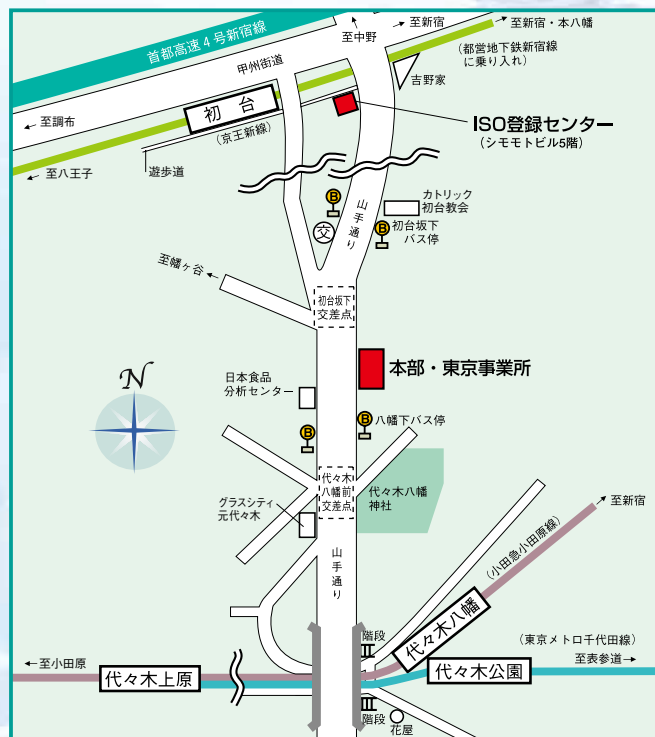 首都高速4号新宿線
至中野
至新宿
至新宿・本八幡
(都営地下鉄新宿線
に乗り入れ)
甲州街道
吉野家
至調布
初台
(京王新線)
ISO登録センター
(シモモトビル5階)
至八王子
遊歩道
B
カトリック
初台教会
山手通り
交
B
初台坂下
バス停
至幡ヶ谷
初台坂下
交差点
本部・東京事業所
N
日本食品
分析センター
B
八幡下バス停
B
代々木
八幡前
交差点
代々木八幡
神社
グラスシティ
元代々木
至新宿
山手通り
(小田急小田原線)
階段
代々木八幡
(東京メトロ千代田線)
至小田原
代々木上原
代々木公園
至表参道
階段
花屋